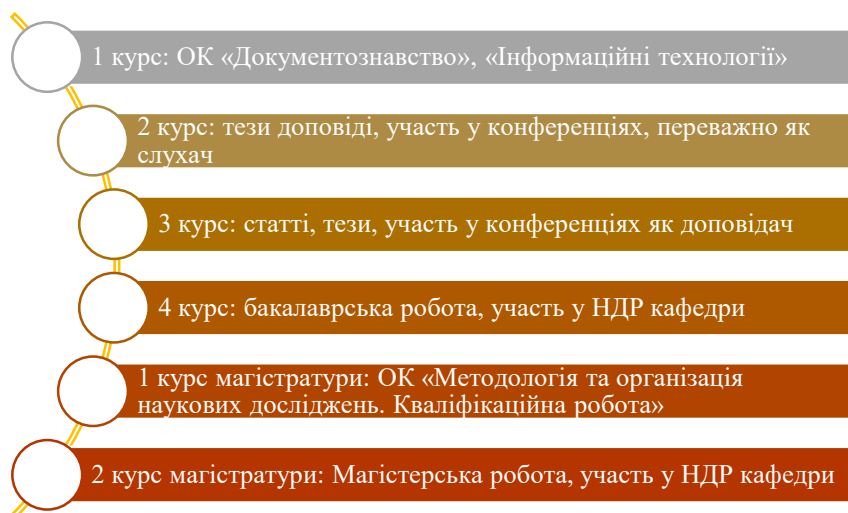 1 курс: ОК «Документознавство», «Інформаційні технології»
2 курс: тези доповіді, участь у конференціях, переважно як
слухач
3 курс: статті, тези, участь у конференціях як доповідач
4 курс: бакалаврська робота, участь у НДР кафедри
1 курс магістратури: ОК «Методологія та організація
наукових досліджень. Кваліфікаційна робота»
2 курс магістратури: Магістерська робота, участь у НДР кафедри